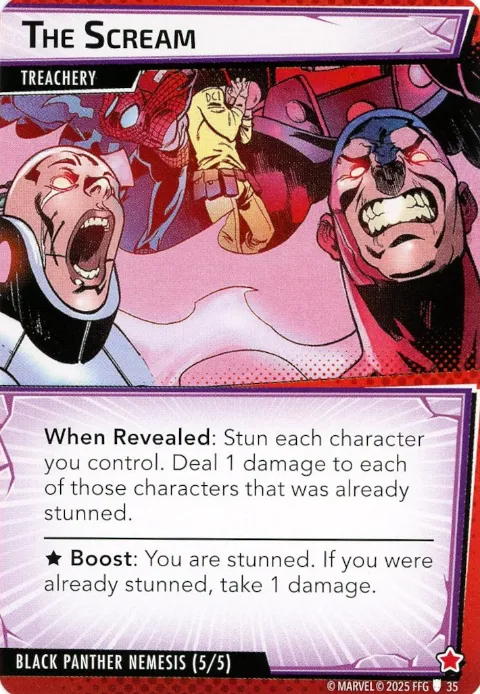 The Scream
TREACHERY
DCI
When Revealed: Stun each character
you control. Deal 1 damage to each
of those characters that was already
stunned.
★ Boost: You are stunned. If you were
already stunned, take 1 damage.
BLACK PANTHER NEMESIS (5/5)
© MARVEL © 2025 FFG 35